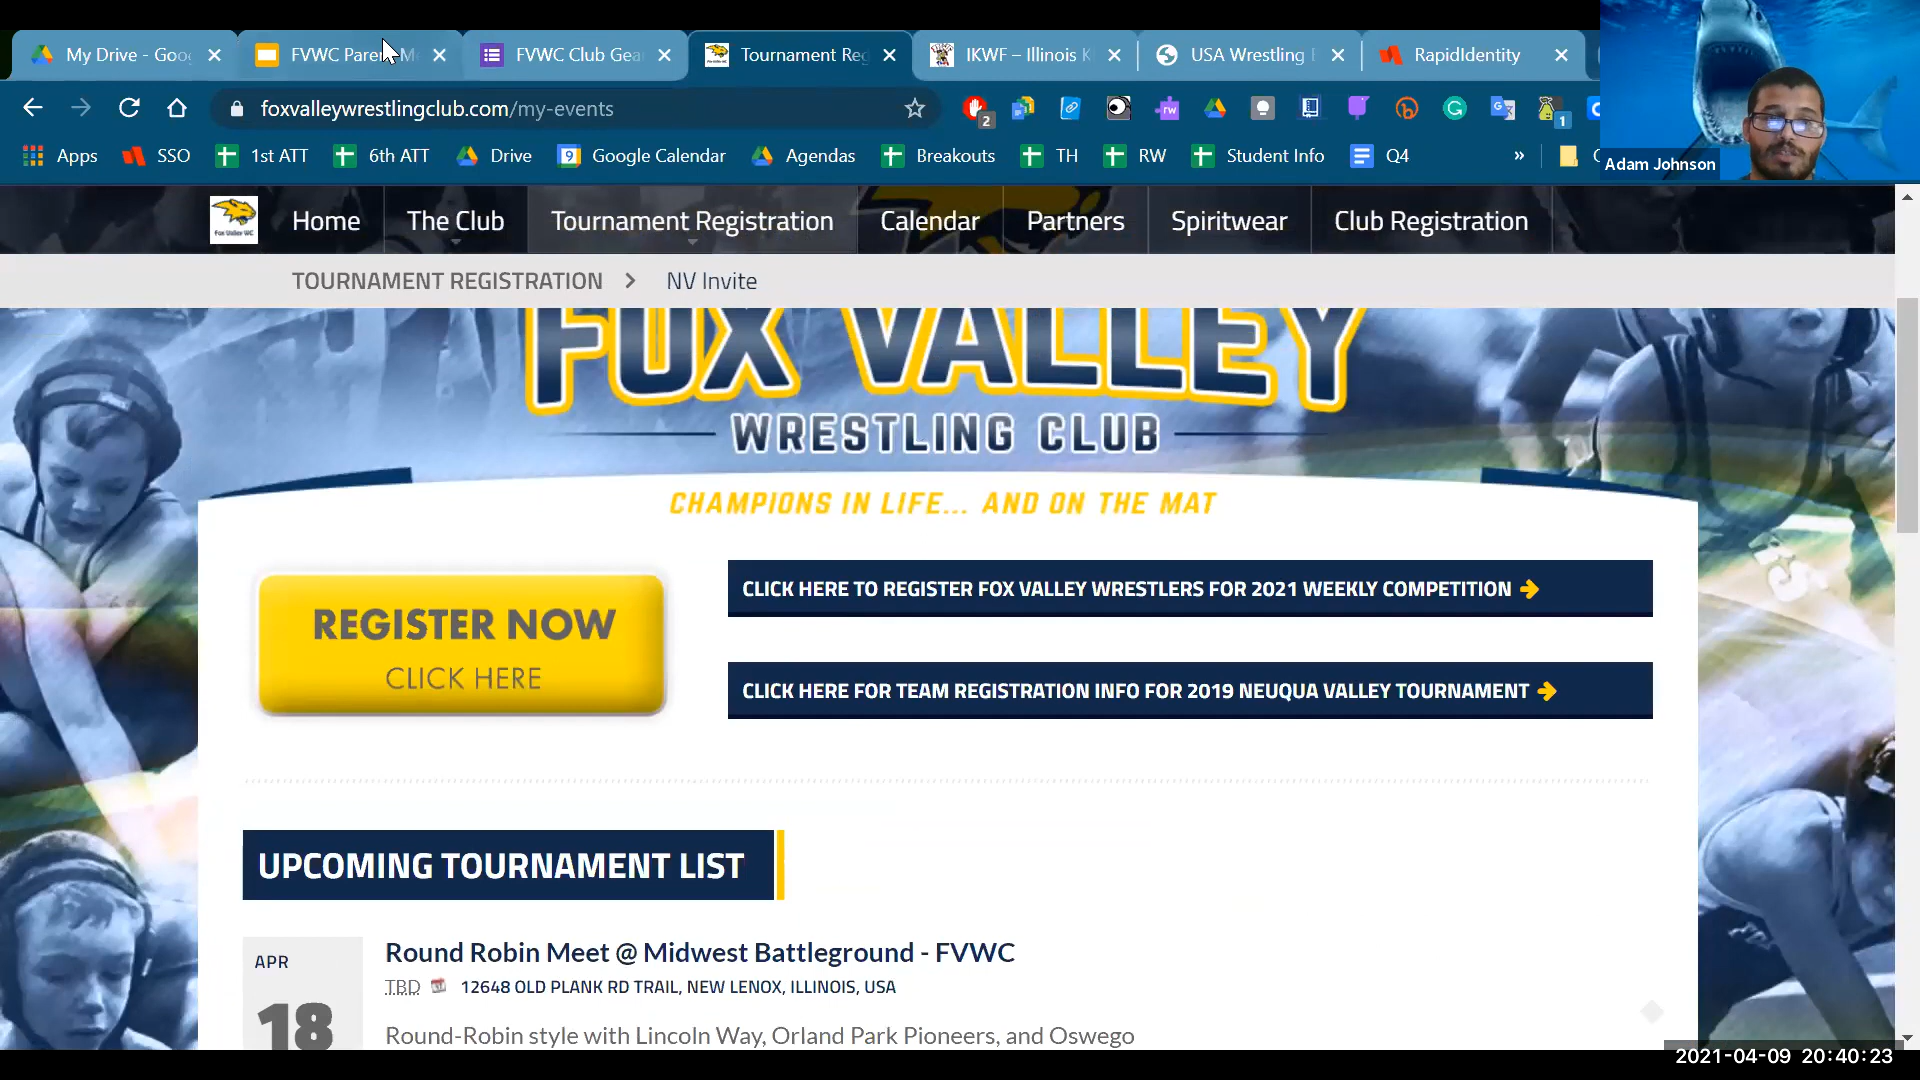 My Drive - Goo
FVWC Paren
FVWC Club Gea
Tournament Reg
IKWF – Illinois K
USA Wrestling
RapidIdentity
foxvalleywrestlingclub.com/my-events
2
1
Apps
SSO
1st ATT
6th ATT
Drive
9
Google Calendar
Agendas
Breakouts
TH
RW
Student Info
Q4
»
Adam Johnson
Home
The Club
Tournament Registration
Calendar
Partners
Spiritwear
Club Registration
TOURNAMENT REGISTRATION
NV Invite
FOX VALLEY
WRESTLING CLUB
CHAMPIONS IN LIFE... AND ON THE MAT
REGISTER NOW
CLICK HERE
CLICK HERE TO REGISTER FOX VALLEY WRESTLERS FOR 2021 WEEKLY COMPETITION
CLICK HERE FOR TEAM REGISTRATION INFO FOR 2019 NEUQUA VALLEY TOURNAMENT
UPCOMING TOURNAMENT LIST
APR
18
Round Robin Meet @ Midwest Battleground - FVWC
TBD
12648 OLD PLANK RD TRAIL, NEW LENOX, ILLINOIS, USA
Round-Robin style with Lincoln Way, Orland Park Pioneers, and Oswego
2021-04-09 20:40:23